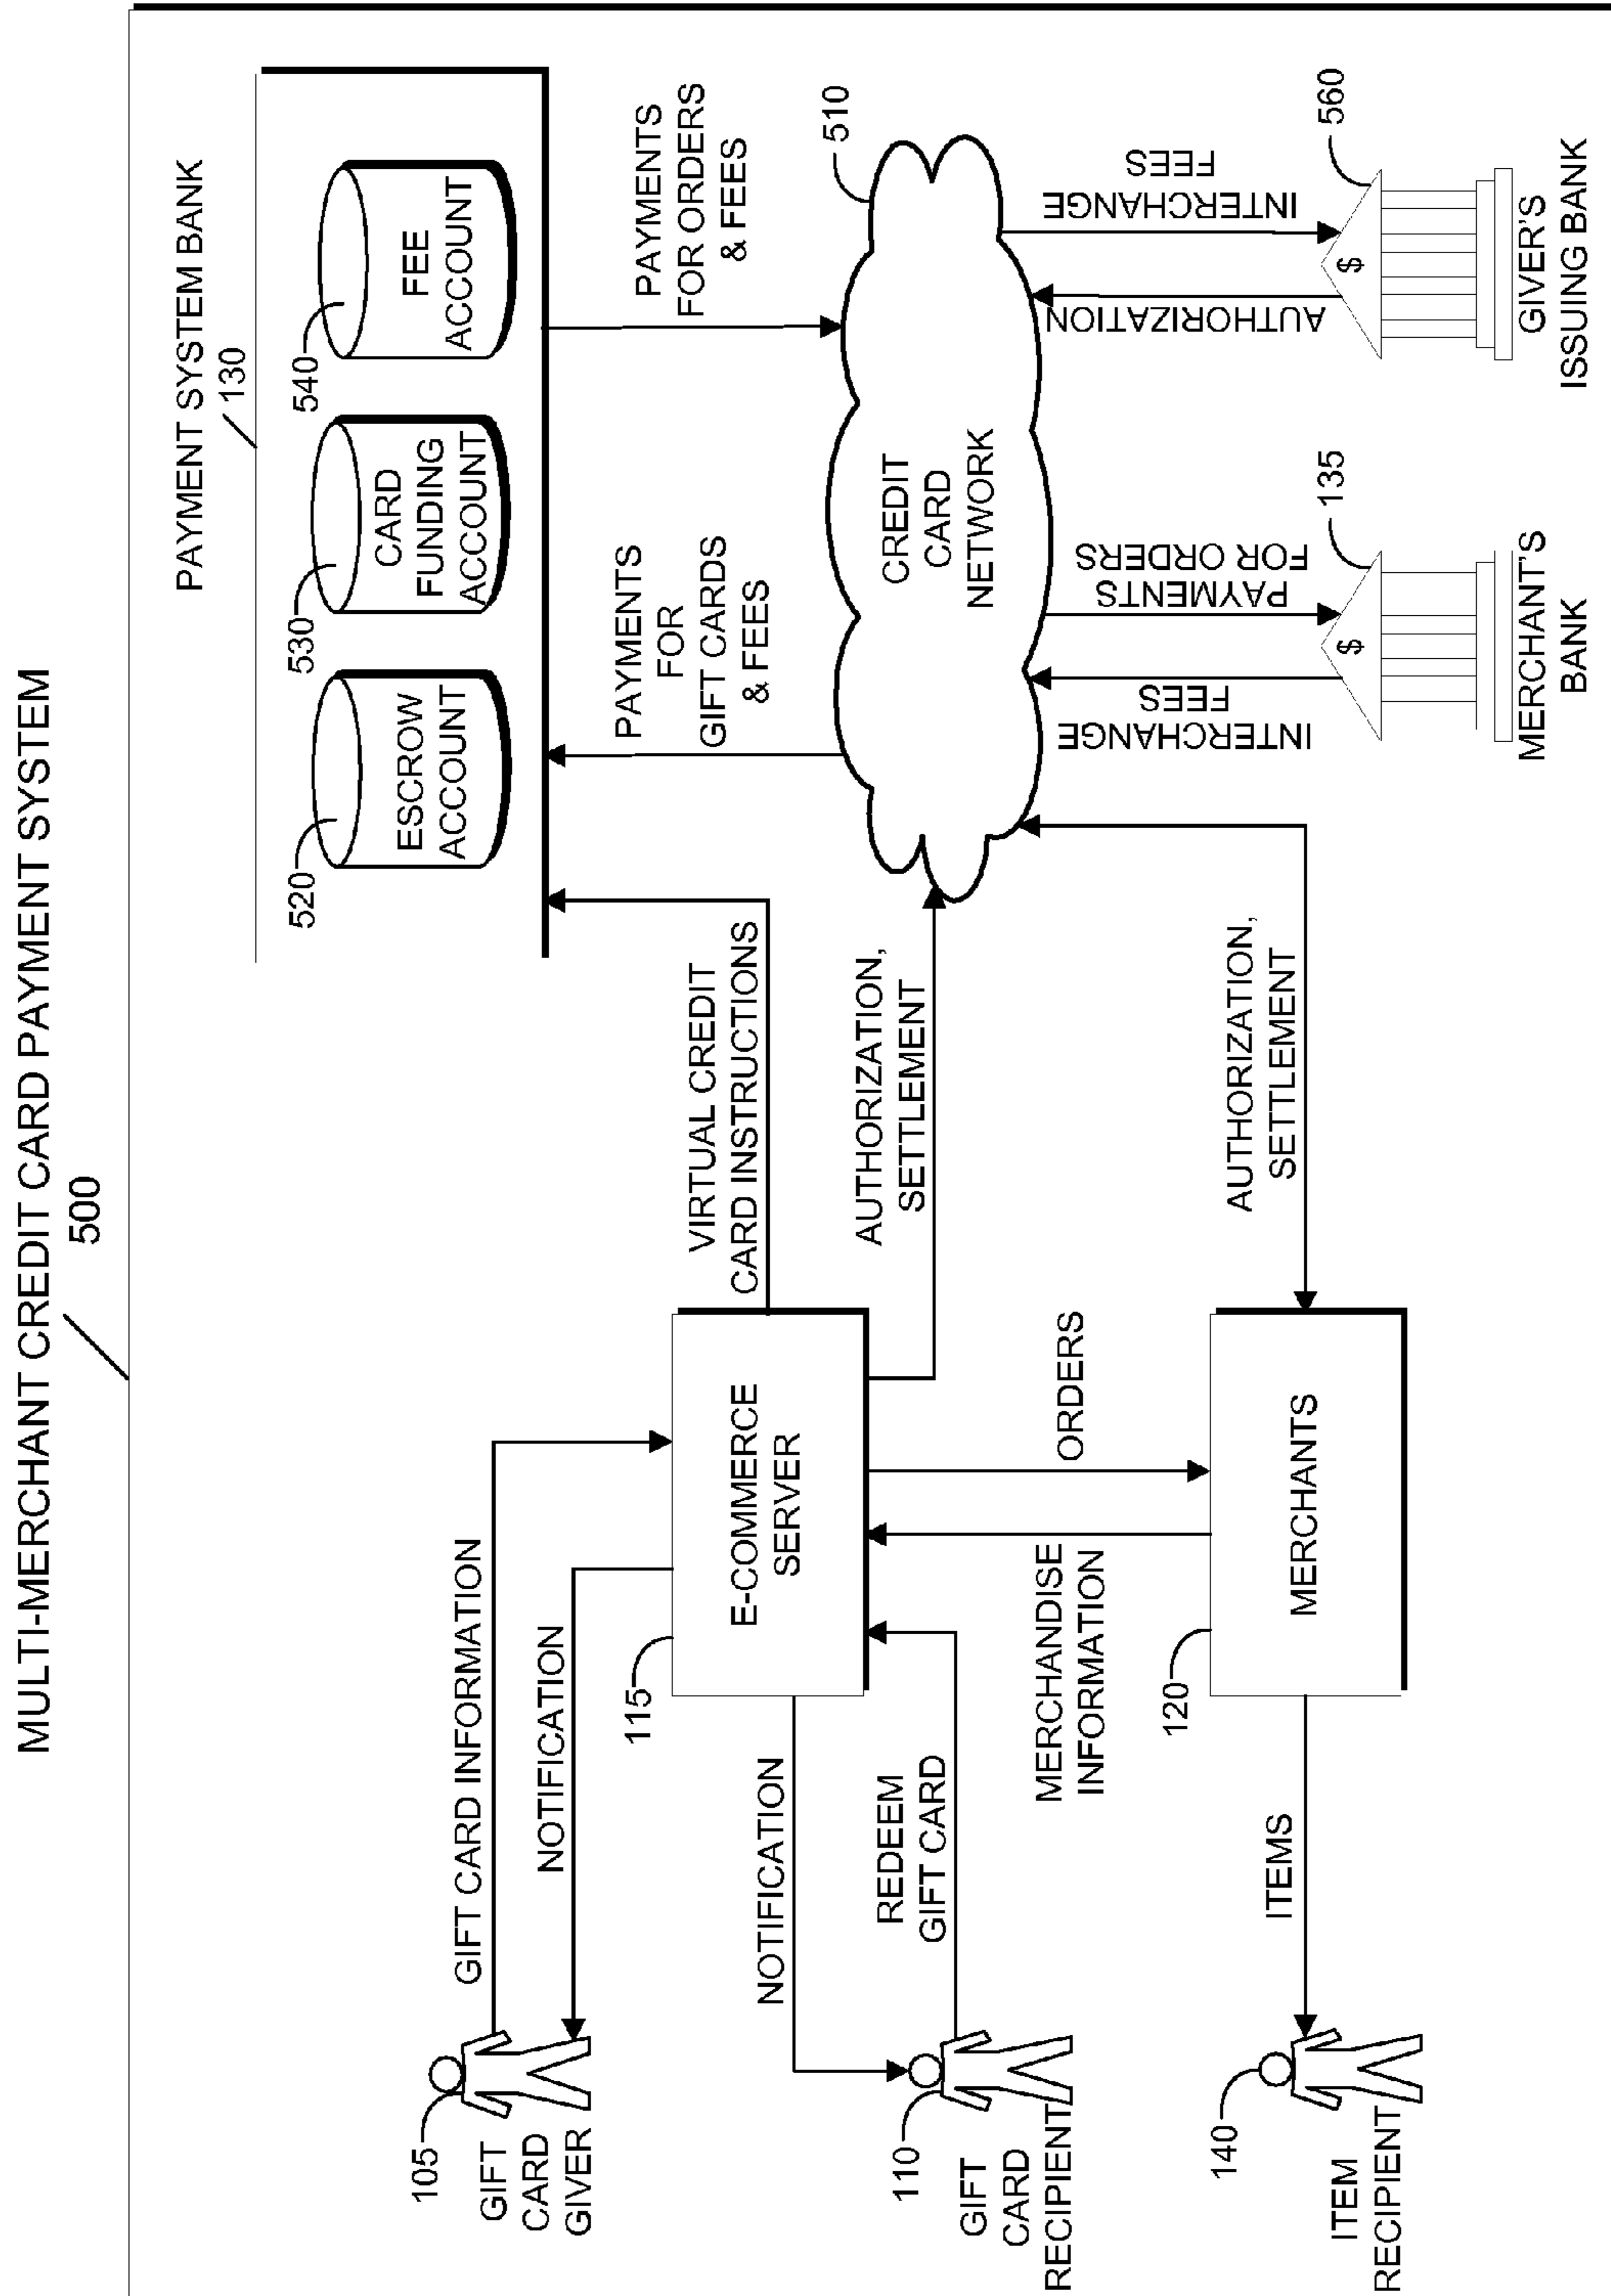 MULTI-MERCHANT CREDIT CARD PAYMENT SYSTEM
500
PAYMENT SYSTEM BANK
130
520
ESCROW
ACCOUNT
530
CARD
FUNDING
ACCOUNT
540
FEE
ACCOUNT
105
GIFT
CARD
GIVER
GIFT CARD INFORMATION
NOTIFICATION
115
E-COMMERCE
SERVER
VIRTUAL CREDIT
CARD INSTRUCTIONS
PAYMENTS
FOR
GIFT CARDS
& FEES
PAYMENTS
FOR ORDERS
& FEES
NOTIFICATION
110
GIFT
CARD
RECIPIENT
REDEEM
GIFT CARD
AUTHORIZATION,
SETTLEMENT
CREDIT
CARD
NETWORK
510
MERCHANDISE
INFORMATION
ORDERS
INTERCHANGE
FEES
PAYMENTS
FOR ORDERS
AUTHORIZATION
INTERCHANGE
FEES
140
ITEM
RECIPIENT
ITEMS
120
MERCHANTS
AUTHORIZATION,
SETTLEMENT
$
135
MERCHANT'S
BANK
$
560
GIVER'S
ISSUING BANK